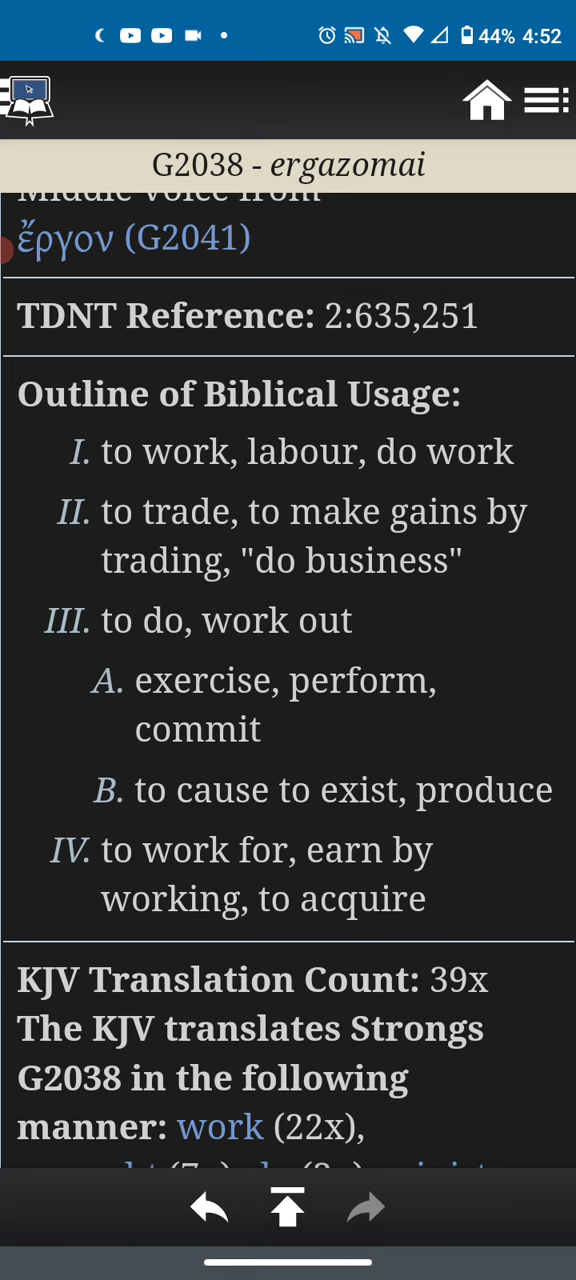 44% 4:52
G2038 - ergazomai
Middle voice from
ἔργον (G2041)
TDNT Reference: 2:635,251
Outline of Biblical Usage:
I. to work, labour, do work
II. to trade, to make gains by
trading, "do business"
III. to do, work out
A. exercise, perform,
commit
B. to cause to exist, produce
IV. to work for, earn by
working, to acquire
KJV Translation Count: 39x
The KJV translates Strongs
G2038 in the following
manner: work (22x),